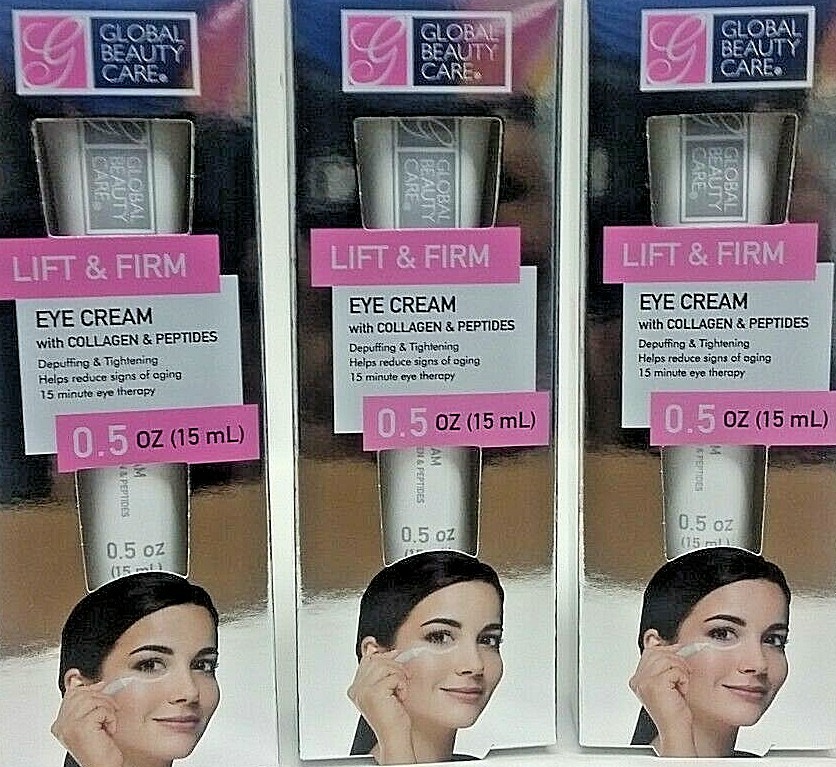 GLOBAL
BEAUTY
CARE®
GLOBAL
BEAUTY
CARE®
LIFT & FIRM
EYE CREAM
with COLLAGEN & PEPTIDES
Depuffing & Tightening
Helps reduce signs of aging
15 minute eye therapy
0.5 OZ (15 mL)
& PEPTIDES
0.5 oz
(15 mL)
GLOBAL
BEAUTY
CARE®
GLOBAL
BEAUTY
CARE®
LIFT & FIRM
EYE CREAM
with COLLAGEN & PEPTIDES
Depuffing & Tightening
Helps reduce signs of aging
15 minute eye therapy
0.5 OZ (15 mL)
& PEPTIDES
0.5 oz
GLOBAL
BEAUTY
CARE®
GLOBAL
BEAUTY
CARE®
LIFT & FIRM
EYE CREAM
with COLLAGEN & PEPTIDES
Depuffing & Tightening
Helps reduce signs of aging
15 minute eye therapy
0.5 OZ (15 mL)
& PEPTIDES
0.5 oz
(15 mL)